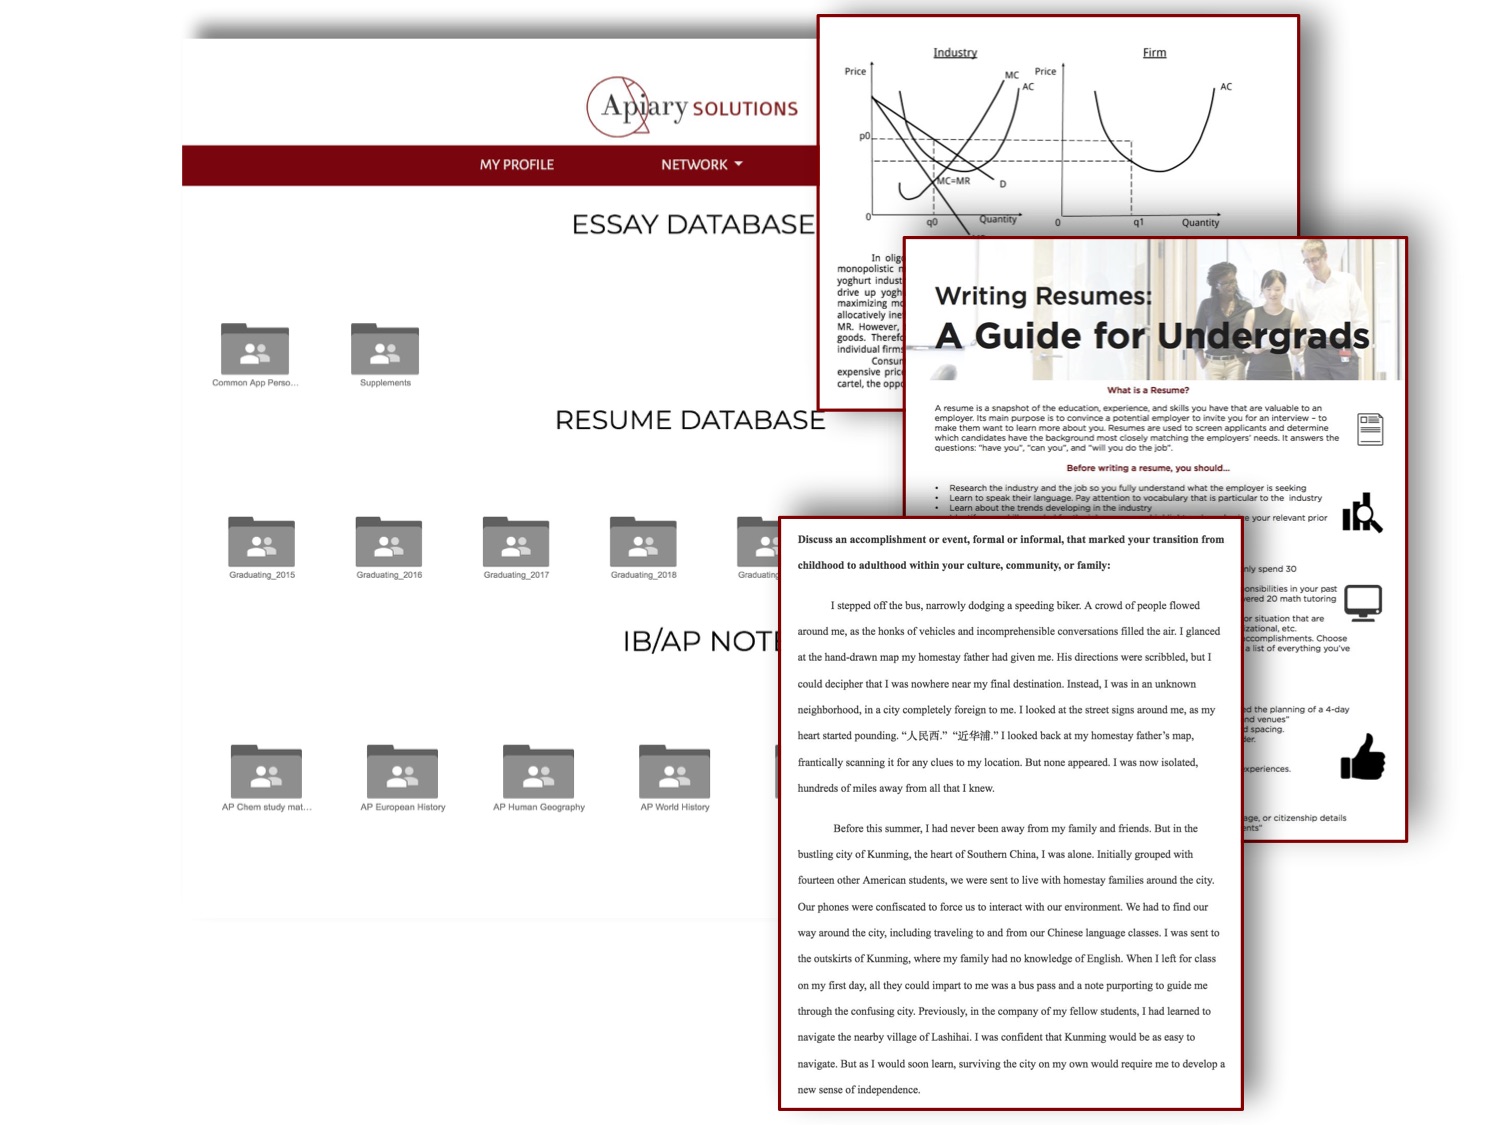 Apiary SOLUTIONS
MY PROFILE
NETWORK
ESSAY DATABASE
Common App Perso...
Supplements
RESUME DATABASE
Graduating_2015
Graduating_2016
Graduating_2017
Graduating_2018
IB/AP
AP Chem study mat...
AP European History
AP Human Geography
AP World History
Industry
Firm
Price
MC
AC
p0
MC=MR
D
0
q0
Quantity
Price
AC
0
q1
Quantity
In
monopolistic
yoghurt
drive up
maximizing
allocatively
MR. However,
goods.
individual firms
expensive
cartel, the
Writing Resumes:
A Guide for Undergrads
What is a Resume?
A resume is a snapshot of the education, experience, and skills you have that are valuable to an
employer. Its main purpose is to convince a potential employer to invite you for an interview – to
make them want to learn more about you. Resumes are used to screen applicants and determine
which candidates have the background most closely matching the employers' needs. It answers the
questions: "have you", "can you", and "will you do the job".
Before writing a resume, you should...
• Research the industry and the job so you fully understand what the employer is seeking
• Learn to speak their language. Pay attention to vocabulary that is particular to the industry
• Learn about the trends developing in the industry
your relevant prior
spend 30
in your past
20 math tutoring
or situation that are
etc.
Choose
a list of everything you've
the planning of a 4-day
venues"
spacing.
experiences.
or citizenship details
Discuss an accomplishment or event, formal or informal, that marked your transition from
childhood to adulthood within your culture, community, or family:
I stepped off the bus, narrowly dodging a speeding biker. A crowd of people flowed
around me, as the honks of vehicles and incomprehensible conversations filled the air. I glanced
at the hand-drawn map my homestay father had given me. His directions were scribbled, but I
could decipher that I was nowhere near my final destination. Instead, I was in an unknown
neighborhood, in a city completely foreign to me. I looked at the street signs around me, as my
heart started pounding. “人民西.” “近华浦.” I looked back at my homestay father’s map,
frantically scanning it for any clues to my location. But none appeared. I was now isolated,
hundreds of miles away from all that I knew.
Before this summer, I had never been away from my family and friends. But in the
bustling city of Kunming, the heart of Southern China, I was alone. Initially grouped with
fourteen other American students, we were sent to live with homestay families around the city.
Our phones were confiscated to force us to interact with our environment. We had to find our
way around the city, including traveling to and from our Chinese language classes. I was sent to
the outskirts of Kunming, where my family had no knowledge of English. When I left for class
on my first day, all they could impart to me was a bus pass and a note purporting to guide me
through the confusing city. Previously, in the company of my fellow students, I had learned to
navigate the nearby village of Lashihai. I was confident that Kunming would be as easy to
navigate. But as I would soon learn, surviving the city on my own would require me to develop a
new sense of independence.